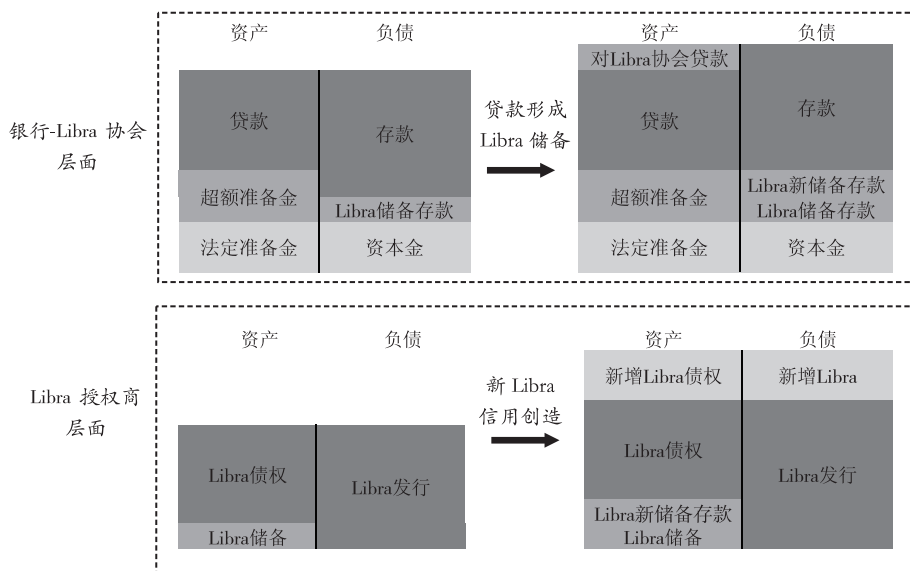 资产 负债
贷款
超额准备金
法定准备金
存款
Libra储备存款
资本金
银行-Libra 协会
层面
贷款形成
Libra 储备
资产 负债
对Libra协会贷款
贷款
超额准备金
法定准备金
存款
Libra新储备存款
Libra储备存款
资本金
Libra 授权商
层面
资产 负债
Libra债权
Libra储备
Libra发行
新 Libra
信用创造
资产 负债
新增Libra债权
Libra债权
Libra新储备存款
Libra储备
新增Libra
Libra发行